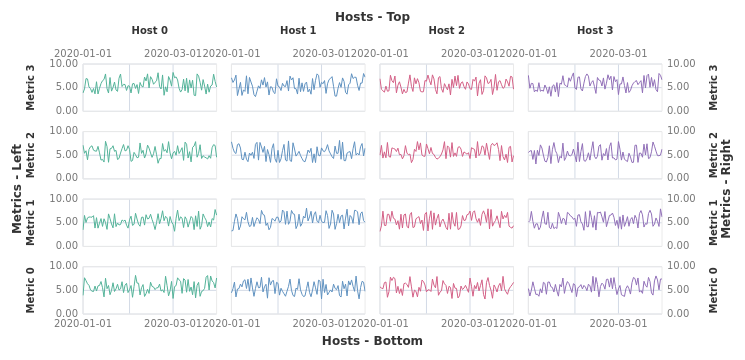 Hosts - Top
Host 0 Host 1 Host 2 Host 3
2020-01-01 2020-03-01 2020-01-01 2020-03-01 2020-01-01 2020-03-01 2020-01-01 2020-03-01
Metrics - Left
Metric 3 10.00 5.00 0.00
Metric 2 10.00 5.00 0.00
Metric 1 10.00 5.00 0.00
Metric 0 10.00 5.00 0.00
10.00 5.00 0.00 Metric 3
10.00 5.00 0.00 Metric 2
10.00 5.00 0.00 Metric 1
10.00 5.00 0.00 Metric 0
Metrics - Right
2020-01-01 2020-03-01 2020-01-01 2020-03-01 2020-01-01 2020-03-01 2020-01-01 2020-03-01
Hosts - Bottom